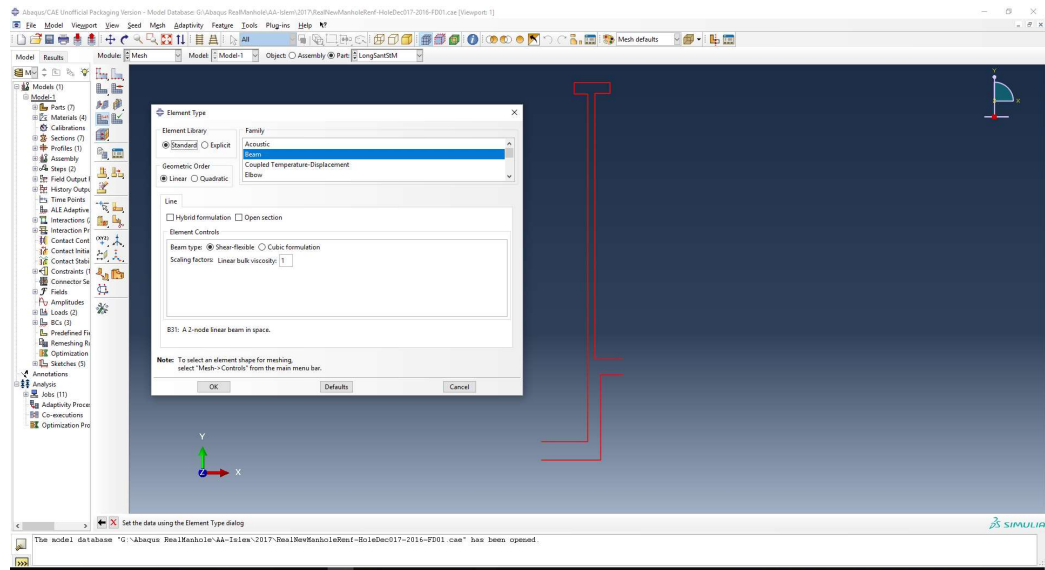 Abaqus/CAE Unofficial Packaging Version - Model Database: G:\Abaqus RealManhole\AA-Islem\2017\RealNewManholeRenf-HoleDec017-2016-FD01.cae [Viewport: 1]
File Model Viewport View Seed Mesh Adaptivity Feature Tools Plug-ins Help
All
Mesh defaults
Model Results Module: Mesh Model: Model-1 Object: Assembly Part: LongSantStM
Models (1)
Model-1
Parts (7)
Materials (4)
Calibrations
Sections (7)
Profiles (1)
Assembly
Steps (2)
Field Output
History Outpu
Time Points
ALE Adaptive
Interactions (
Interaction Pr
Contact Cont
Contact Initia
Contact Stabi
Constraints (1
Connector Se
Fields
Amplitudes
Loads (2)
BCs (3)
Predefined Fie
Remeshing Ru
Optimization
Sketches (5)
Annotations
Analysis
Jobs (11)
Adaptivity Proce
Co-executions
Optimization Pro
Element Type
Element Library
Standard Explicit
Geometric Order
Linear Quadratic
Family
Acoustic
Beam
Coupled Temperature-Displacement
Elbow
Line
Hybrid formulation Open section
Element Controls
Beam type: Shear-flexible Cubic formulation
Scaling factors: Linear bulk viscosity: 1
B31: A 2-node linear beam in space.
Note: To select an element shape for meshing,
select "Mesh->Controls" from the main menu bar.
OK Defaults Cancel
Y
X
Y
Z
X
Set the data using the Element Type dialog
SIMULIA
The model database "G:\Abaqus RealManhole\AA-Islem\2017\RealNewManholeRenf-HoleDec017-2016-FD01.cae" has been opened.
>>>